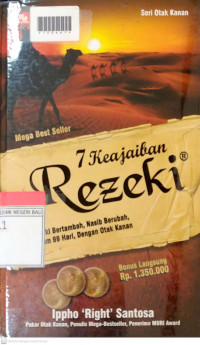 Seri Otak Kanan
Mega Best Seller
7 Keajaiban
Rezeki®
Bertambah, Nasib Berubah,
Hari, Dengan Otak Kanan
Bonus Langsung
Rp. 1.350.000
Ippho 'Right' Santosa
Pakar Otak Kanan, Penulis Mega-Bestseller, Penerima MURI Award